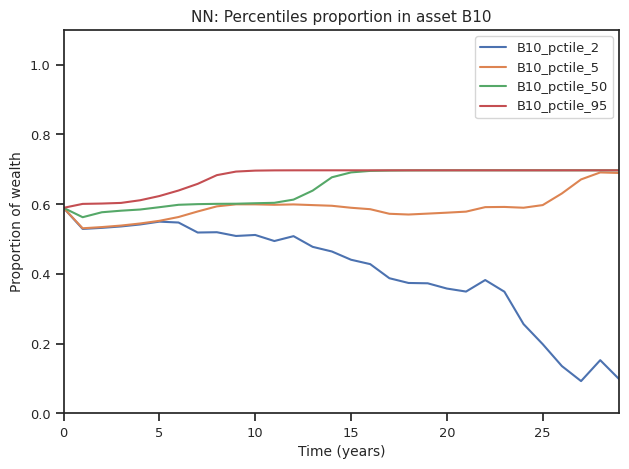 NN: Percentiles proportion in asset B10
1.0
0.8
0.6
0.4
0.2
0.0
Proportion of wealth
B10_pctile_2
B10_pctile_5
B10_pctile_50
B10_pctile_95
0 5 10 15 20 25
Time (years)